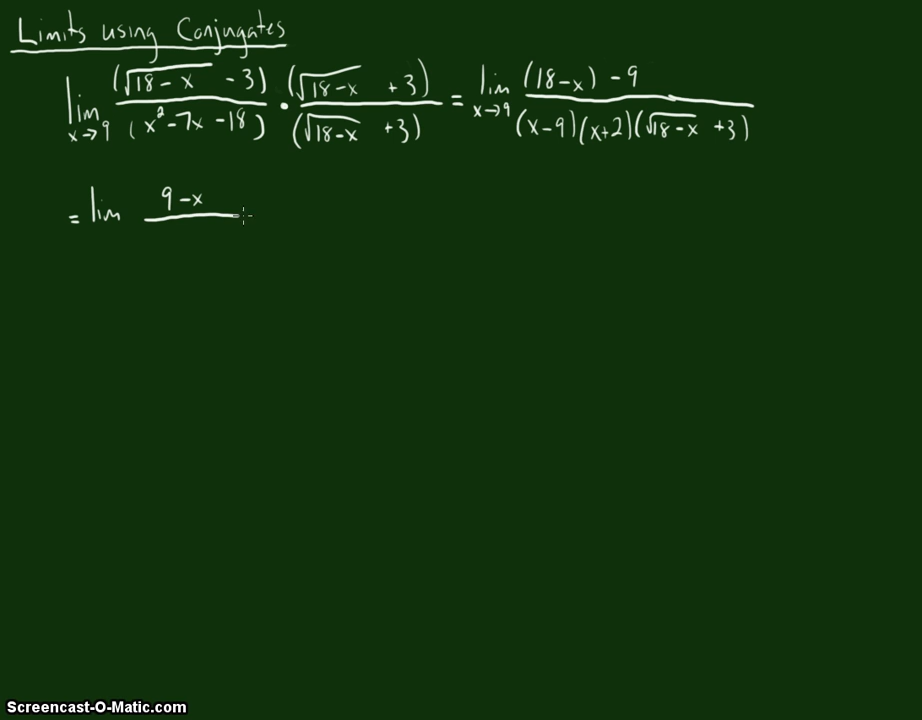 Limits using Conjugates
lim x→9 (√18-x -3)/(x²-7x-18) • (√18-x +3)/(√18-x +3) = lim x→9 (18-x) -9/(x-9)(x+2)(√18-x +3)
= lim 9-x
Screencast-O-Matic.com